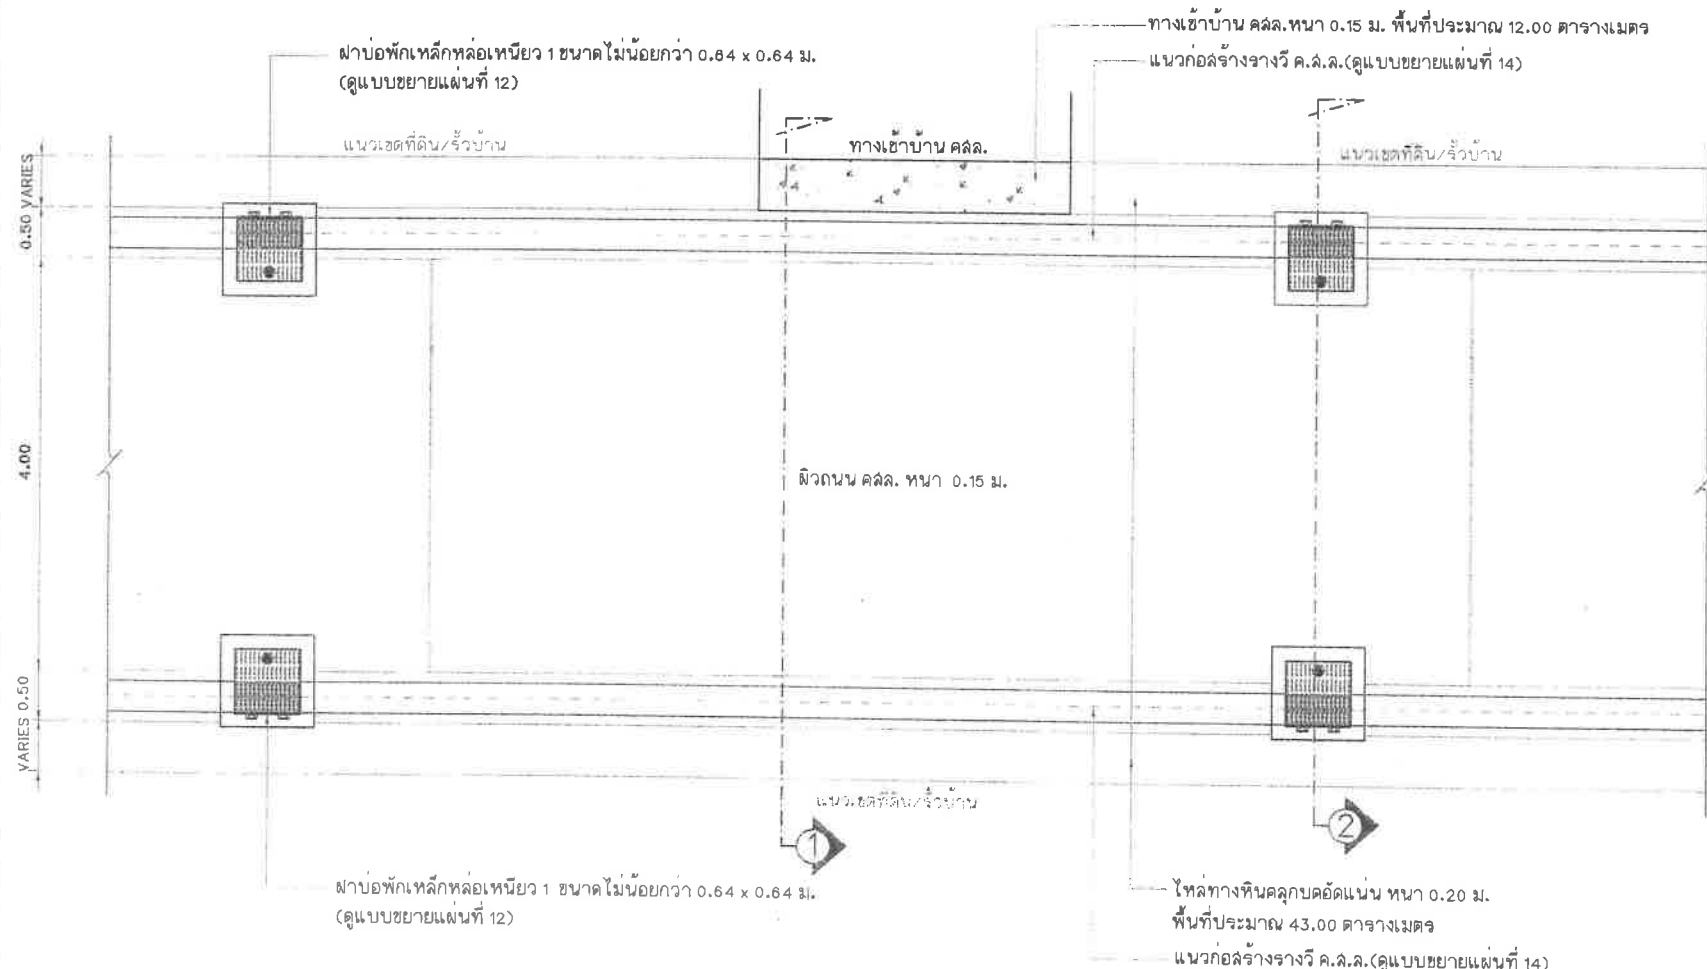 ทางเข้าบ้าน คสล.หนา 0.15 ม. พื้นที่ประมาณ 12.00 ตารางเมตร
ฝาบ่อพักเหล็กหล่อเหนียว 1 ขนาดไม่น้อยกว่า 0.64 x 0.64 ม.
(ดูแบบขยายแผ่นที่ 12)
แนวก่อสร้างรางวี ค.ส.ล.(ดูแบบขยายแผ่นที่ 14)
แนวเขตที่ดิน/รั้วบ้าน
ทางเข้าบ้าน คสล.
แนวเขตที่ดิน/รั้วบ้าน
0.50 VARIES
4.00
ผิวถนน คสล. หนา 0.15 ม.
VARIES 0.50
แนวเขตที่ดิน/รั้วบ้าน
1
2
ฝาบ่อพักเหล็กหล่อเหนียว 1 ขนาดไม่น้อยกว่า 0.64 x 0.64 ม.
(ดูแบบขยายแผ่นที่ 12)
ไหล่ทางหินคลุกบดอัดแน่น หนา 0.20 ม.
พื้นที่ประมาณ 43.00 ตารางเมตร
แนวก่อสร้างรางวี ค.ส.ล.(ดูแบบขยายแผ่นที่ 14)